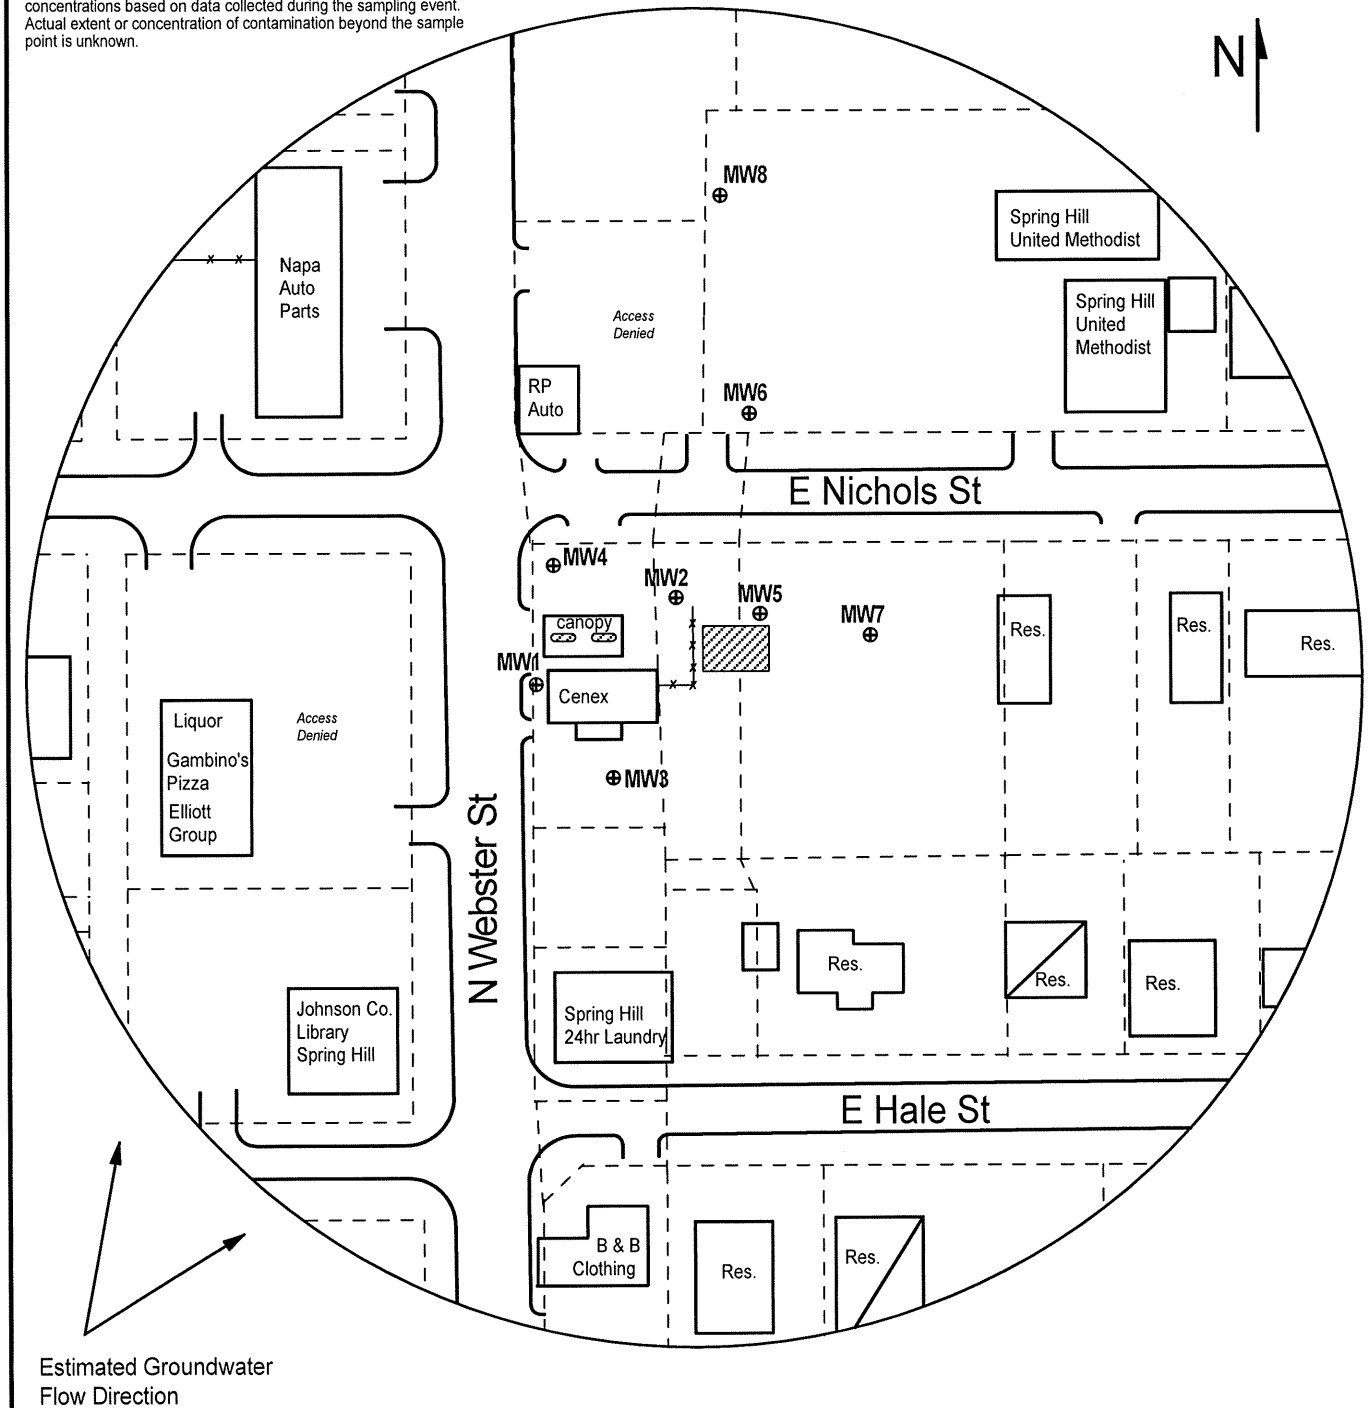 concentrations based on data collected during the sampling event.
Actual extent or concentration of contamination beyond the sample
point is unknown.
N
MW8
Spring Hill
United Methodist
Napa
Auto
Parts
Spring Hill
United
Methodist
Access
Denied
RP
Auto
MW6
E Nichols St
MW4
MW2
MW5
MW7
canopy
Res.
Res.
Res.
MW1
Cenex
Liquor
Gambino's
Pizza
Elliott
Group
Access
Denied
MW3
N Webster St
Res.
Res.
Res.
Johnson Co.
Library
Spring Hill
Spring Hill
24hr Laundry
E Hale St
B & B
Clothing
Res.
Res.
Estimated Groundwater
Flow Direction